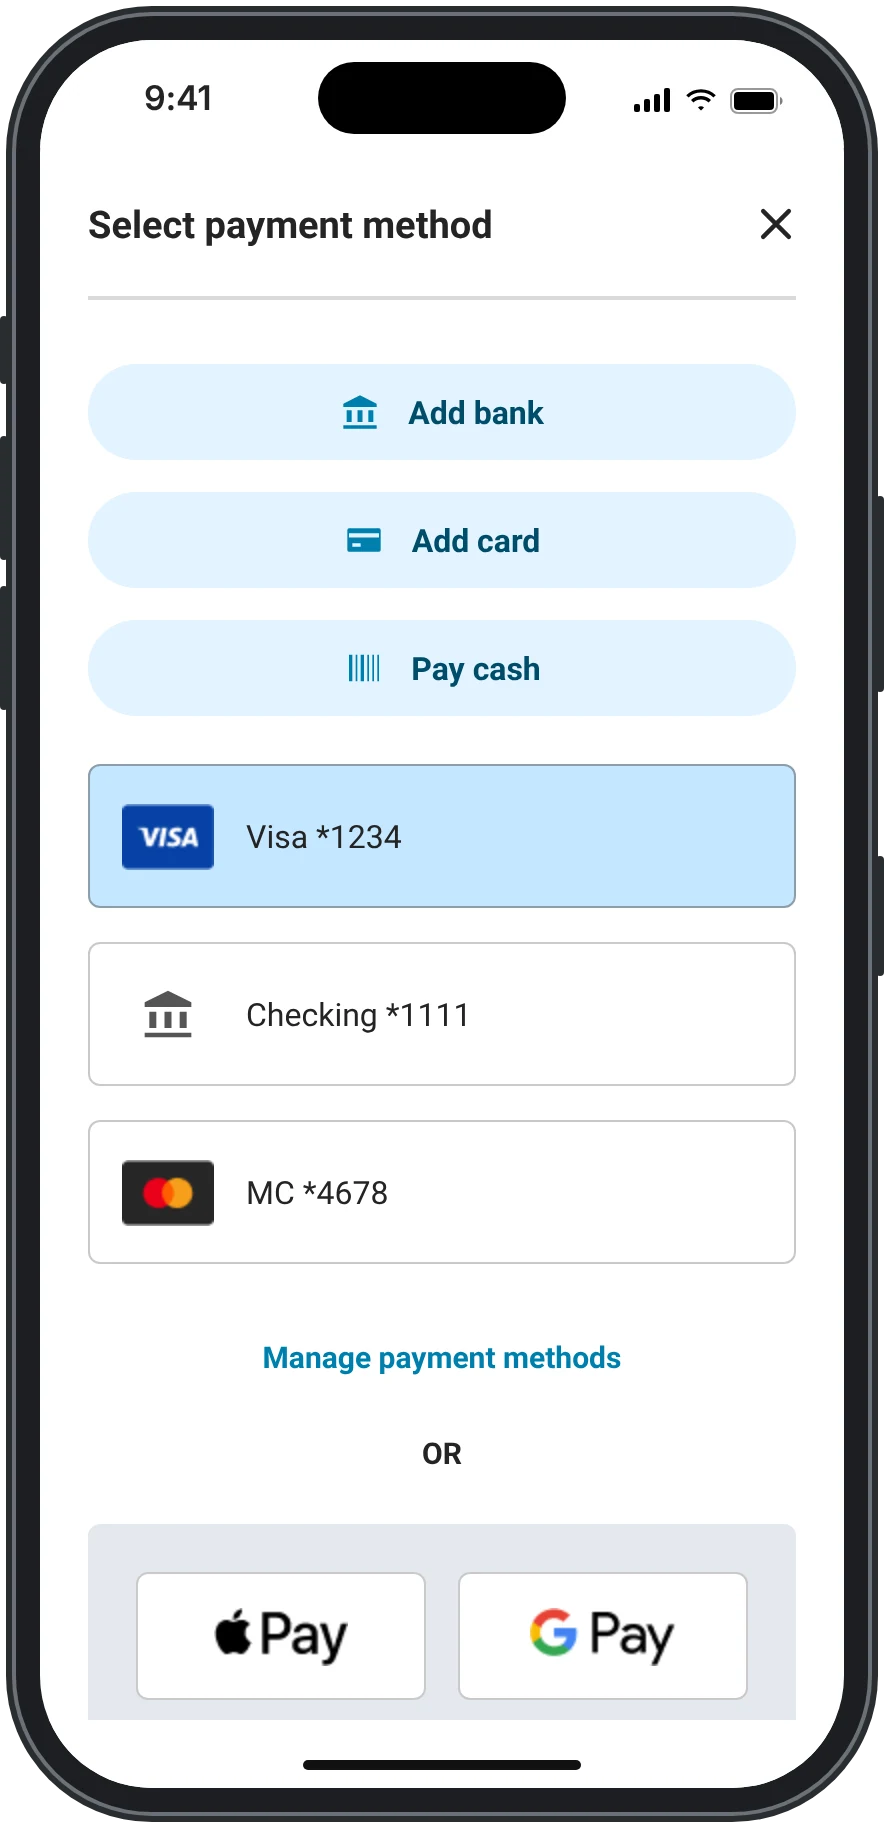 9:41
Select payment method
Add bank
Add card
Pay cash
VISA Visa *1234
Checking *1111
MC *4678
Manage payment methods
OR
Pay G Pay